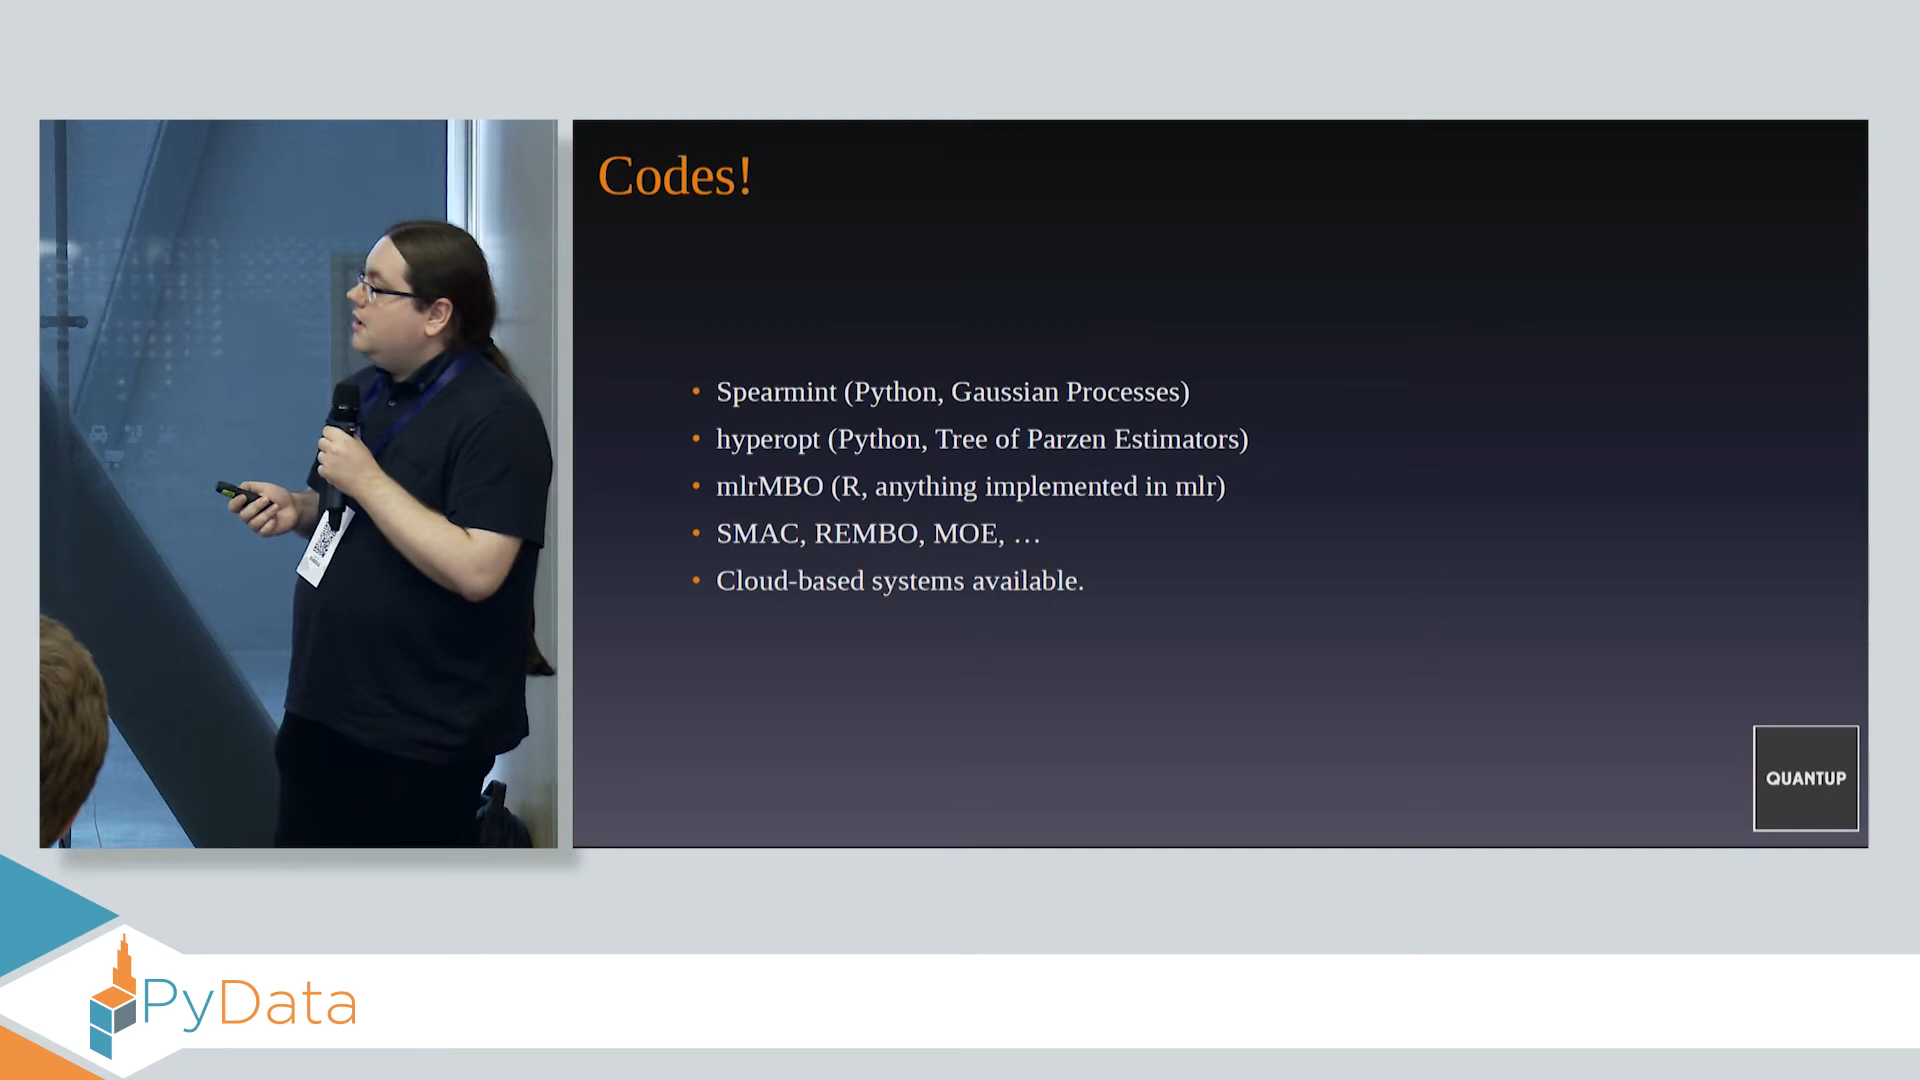 Codes!
• Spearmint (Python, Gaussian Processes)
• hyperopt (Python, Tree of Parzen Estimators)
• mlrMBO (R, anything implemented in mlr)
• SMAC, REMBO, MOE, …
• Cloud-based systems available.
QUANTUP
PyData